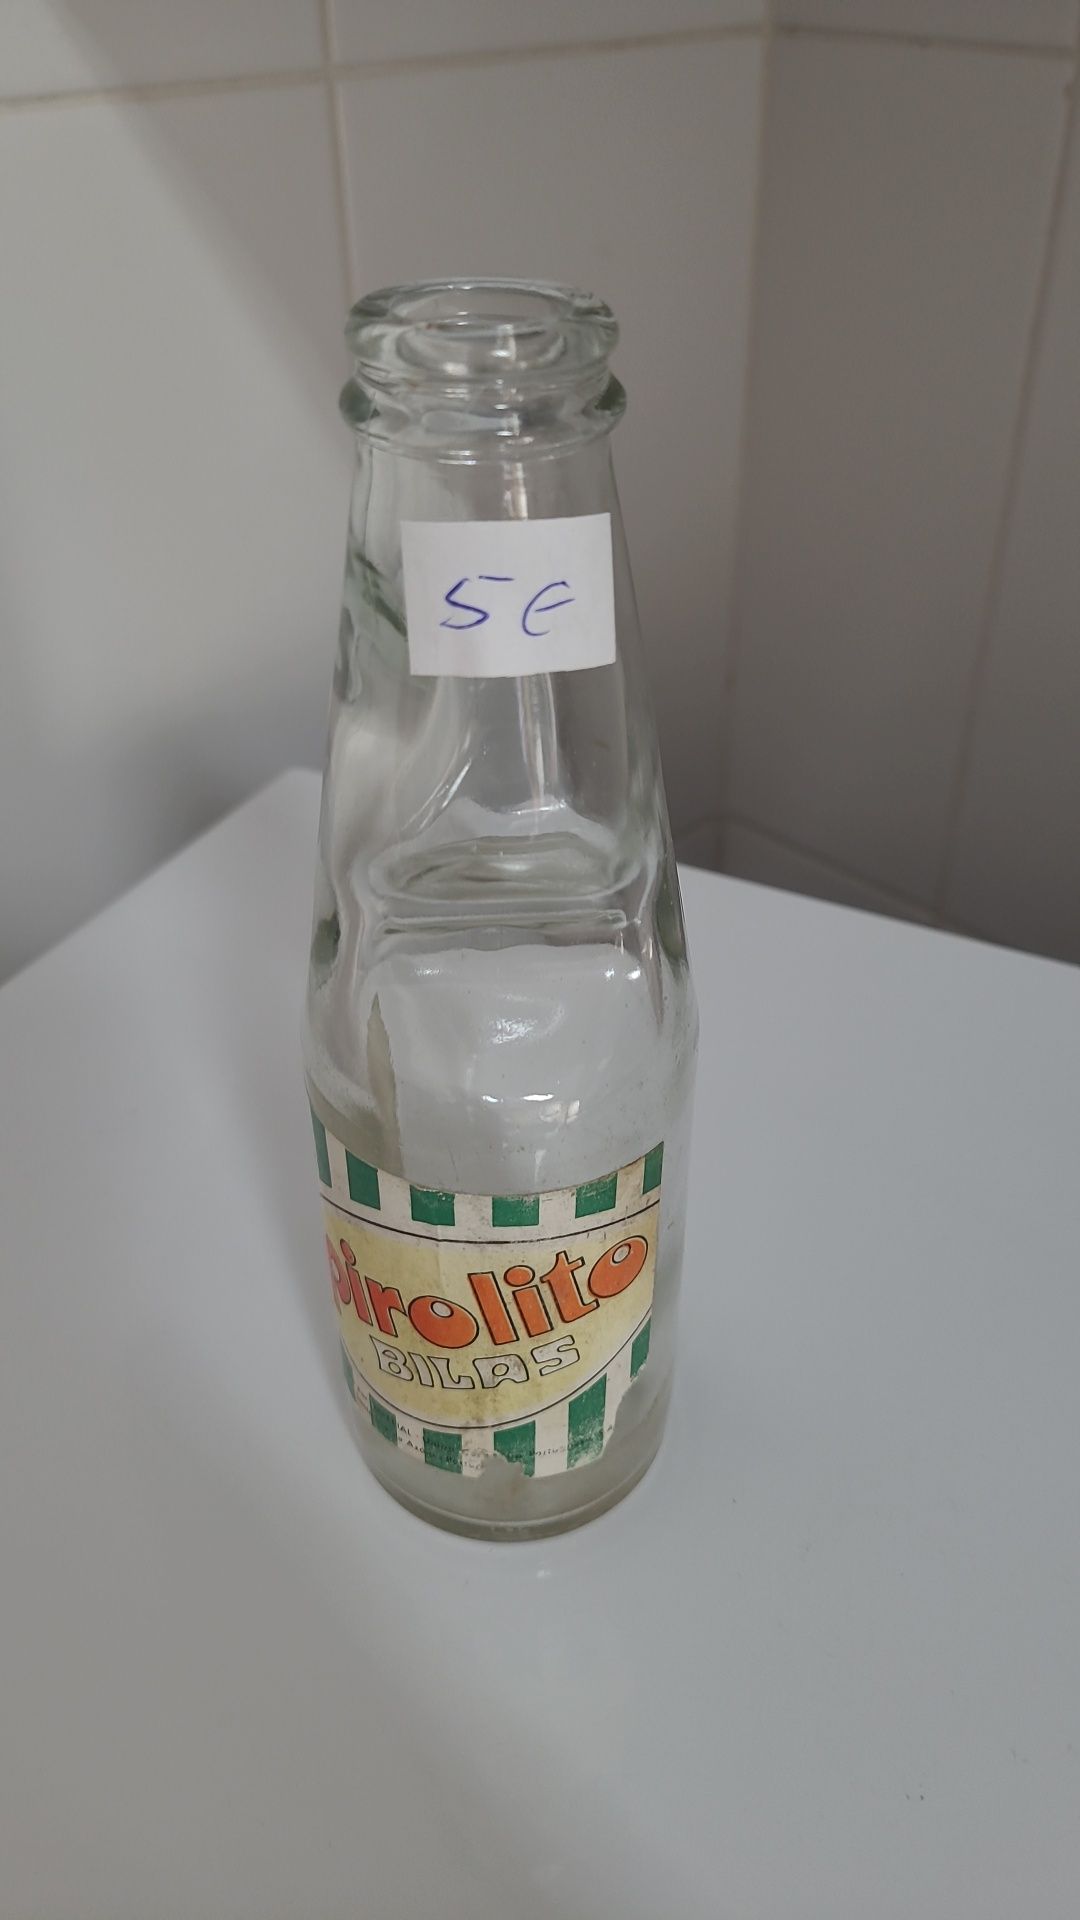 5 €
pirolito
BILAS